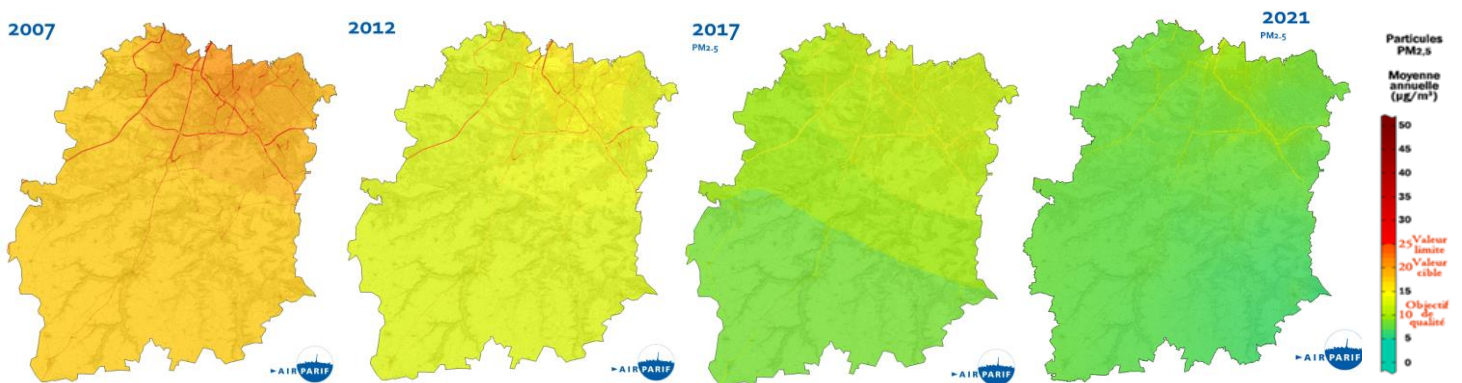 2007
2012
2017
PM2.5
2021
PM2.5
Particules
PM2,5
Moyenne
annuelle
(µg/m³)
50
45
40
35
30
25 Valeur
limite
20 Valeur
cible
15
Objectif
10 de
qualité
5
0
AIRPARIF
AIRPARIF
AIRPARIF
AIRPARIF